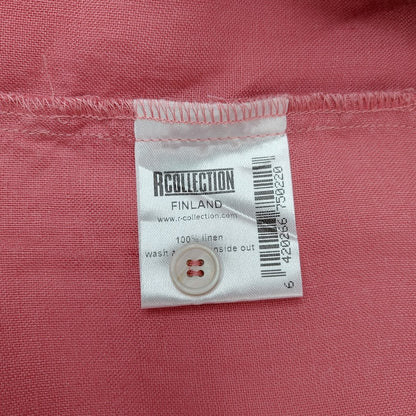 RCOLLECTION
FINLAND
www.r-collection.com
100% linen
wash inside out
6 420266 750220